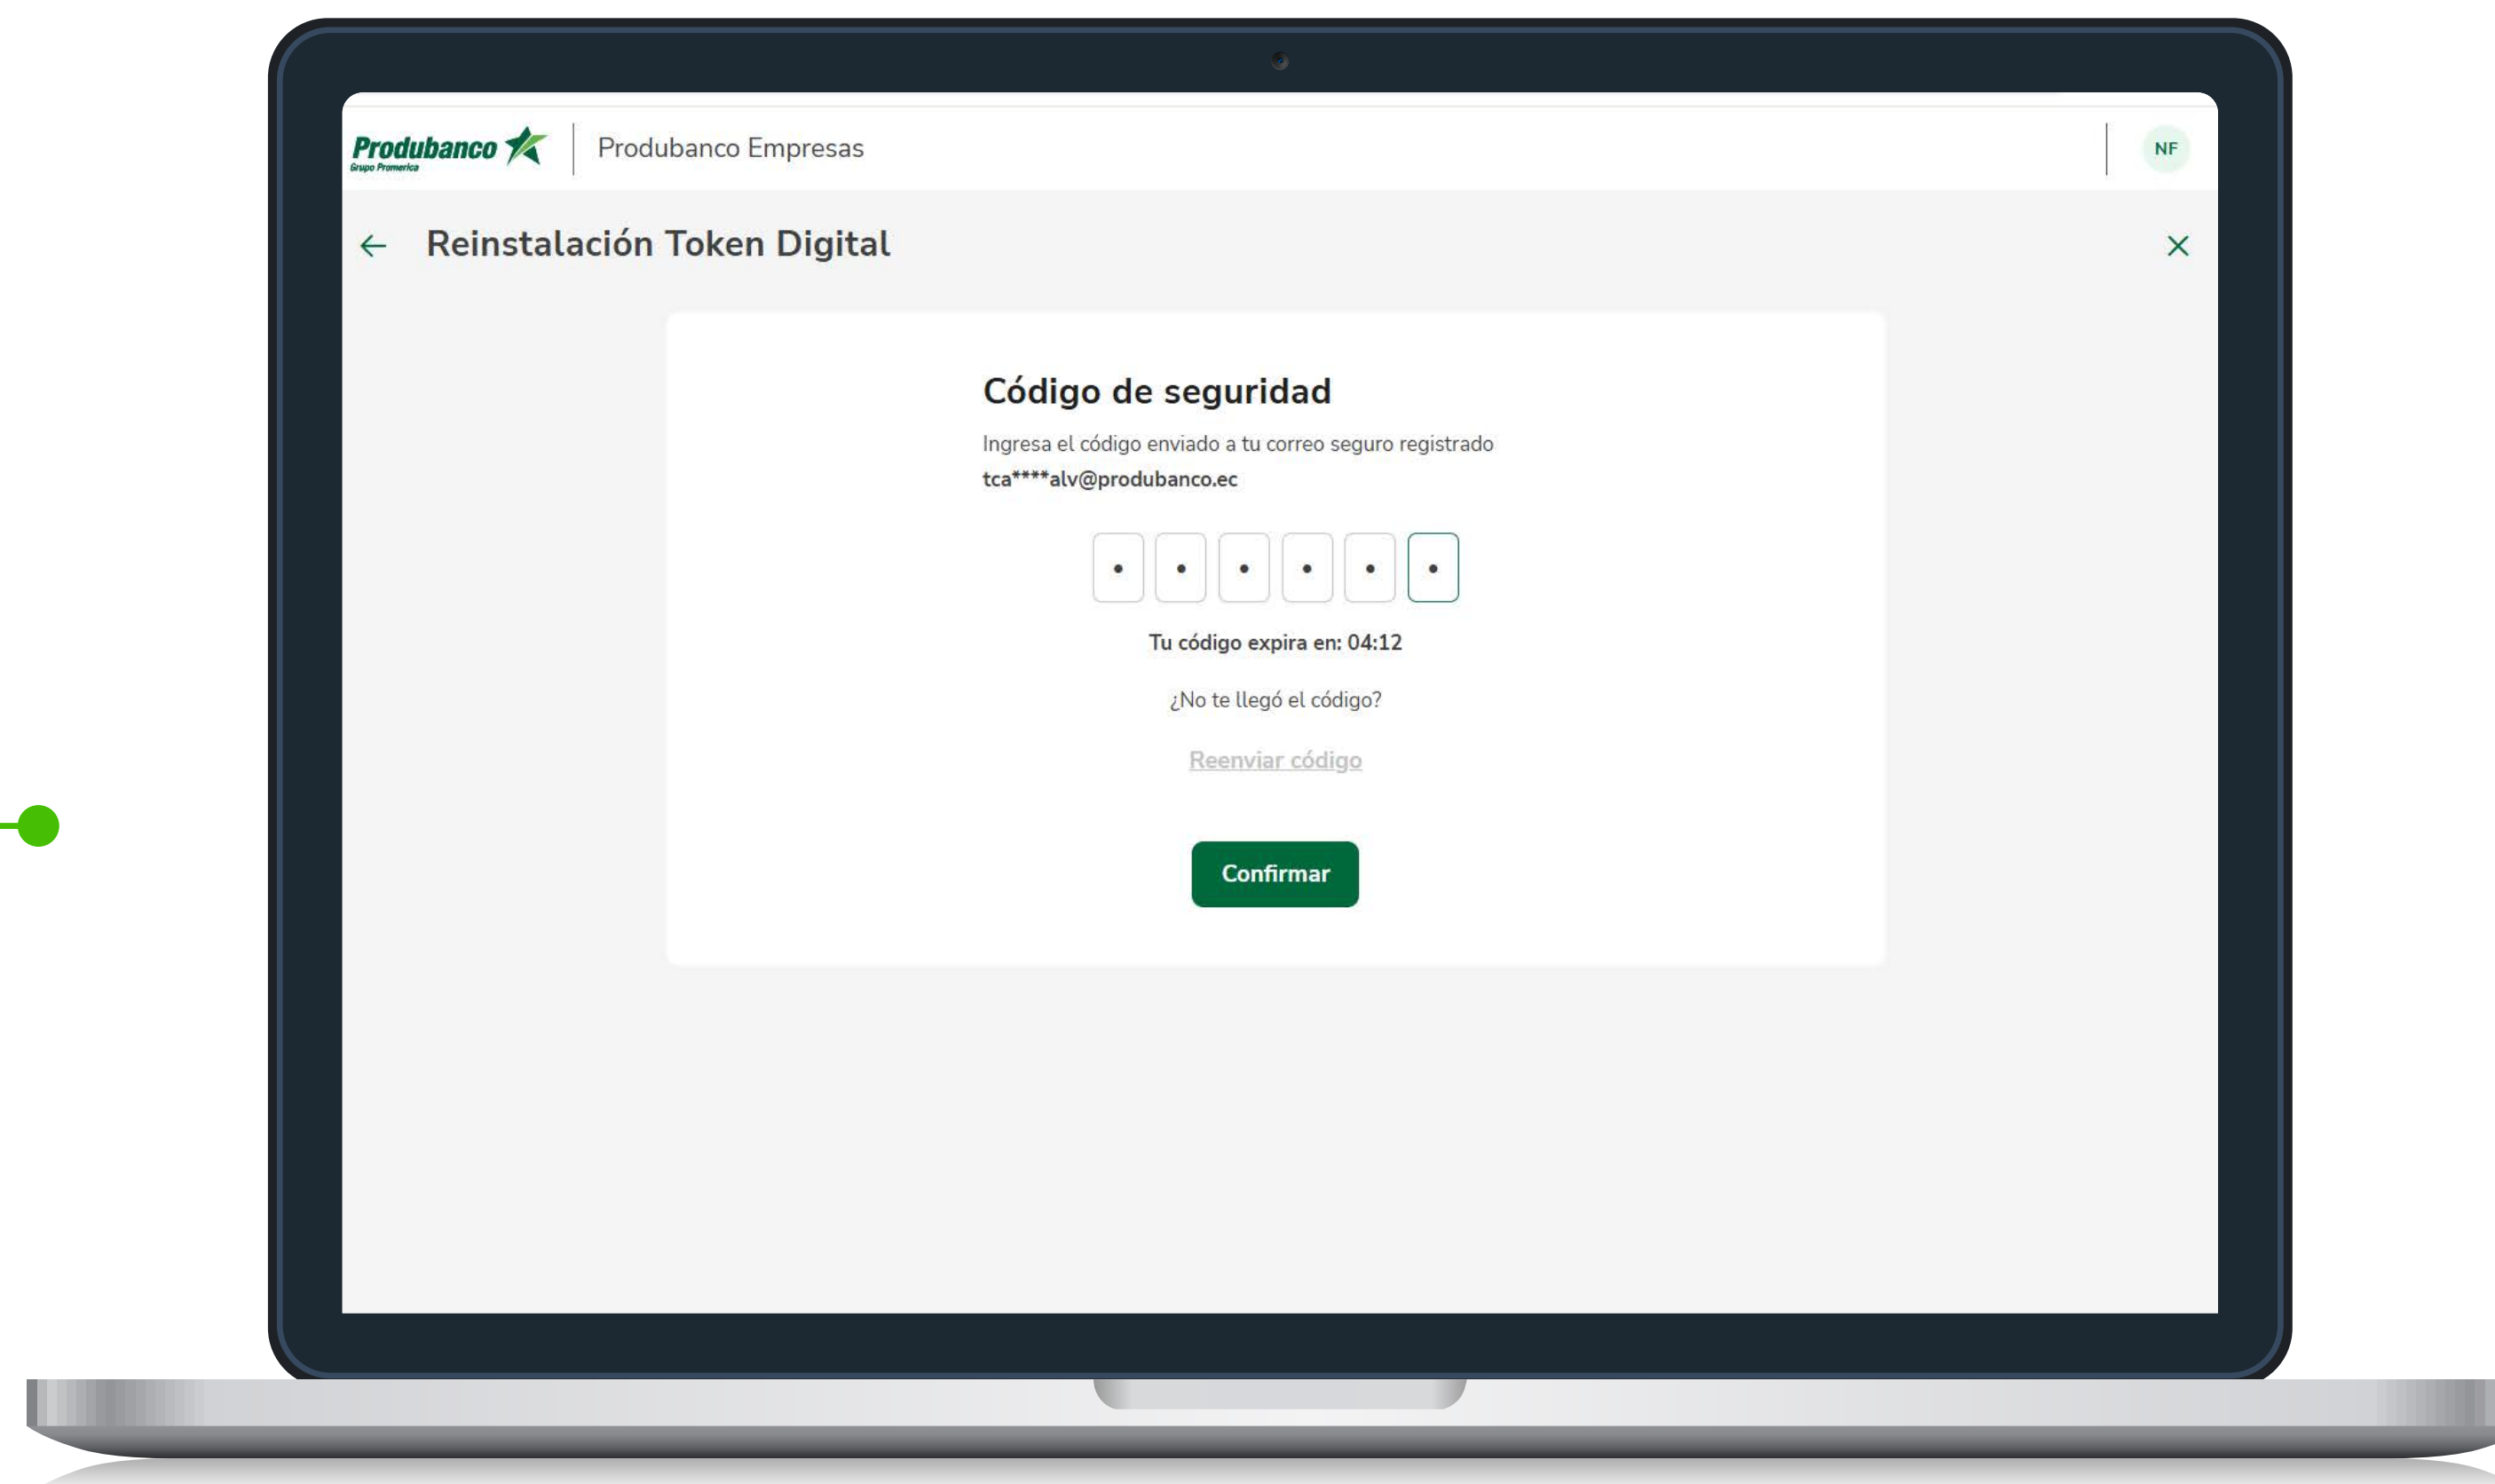 Produbanco
Grupo Promerica
Produbanco Empresas
NF
Reinstalación Token Digital
Código de seguridad
Ingresa el código enviado a tu correo seguro registrado
tca****alv@produbanco.ec
Tu código expira en: 04:12
¿No te llegó el código?
Reenviar código
Confirmar